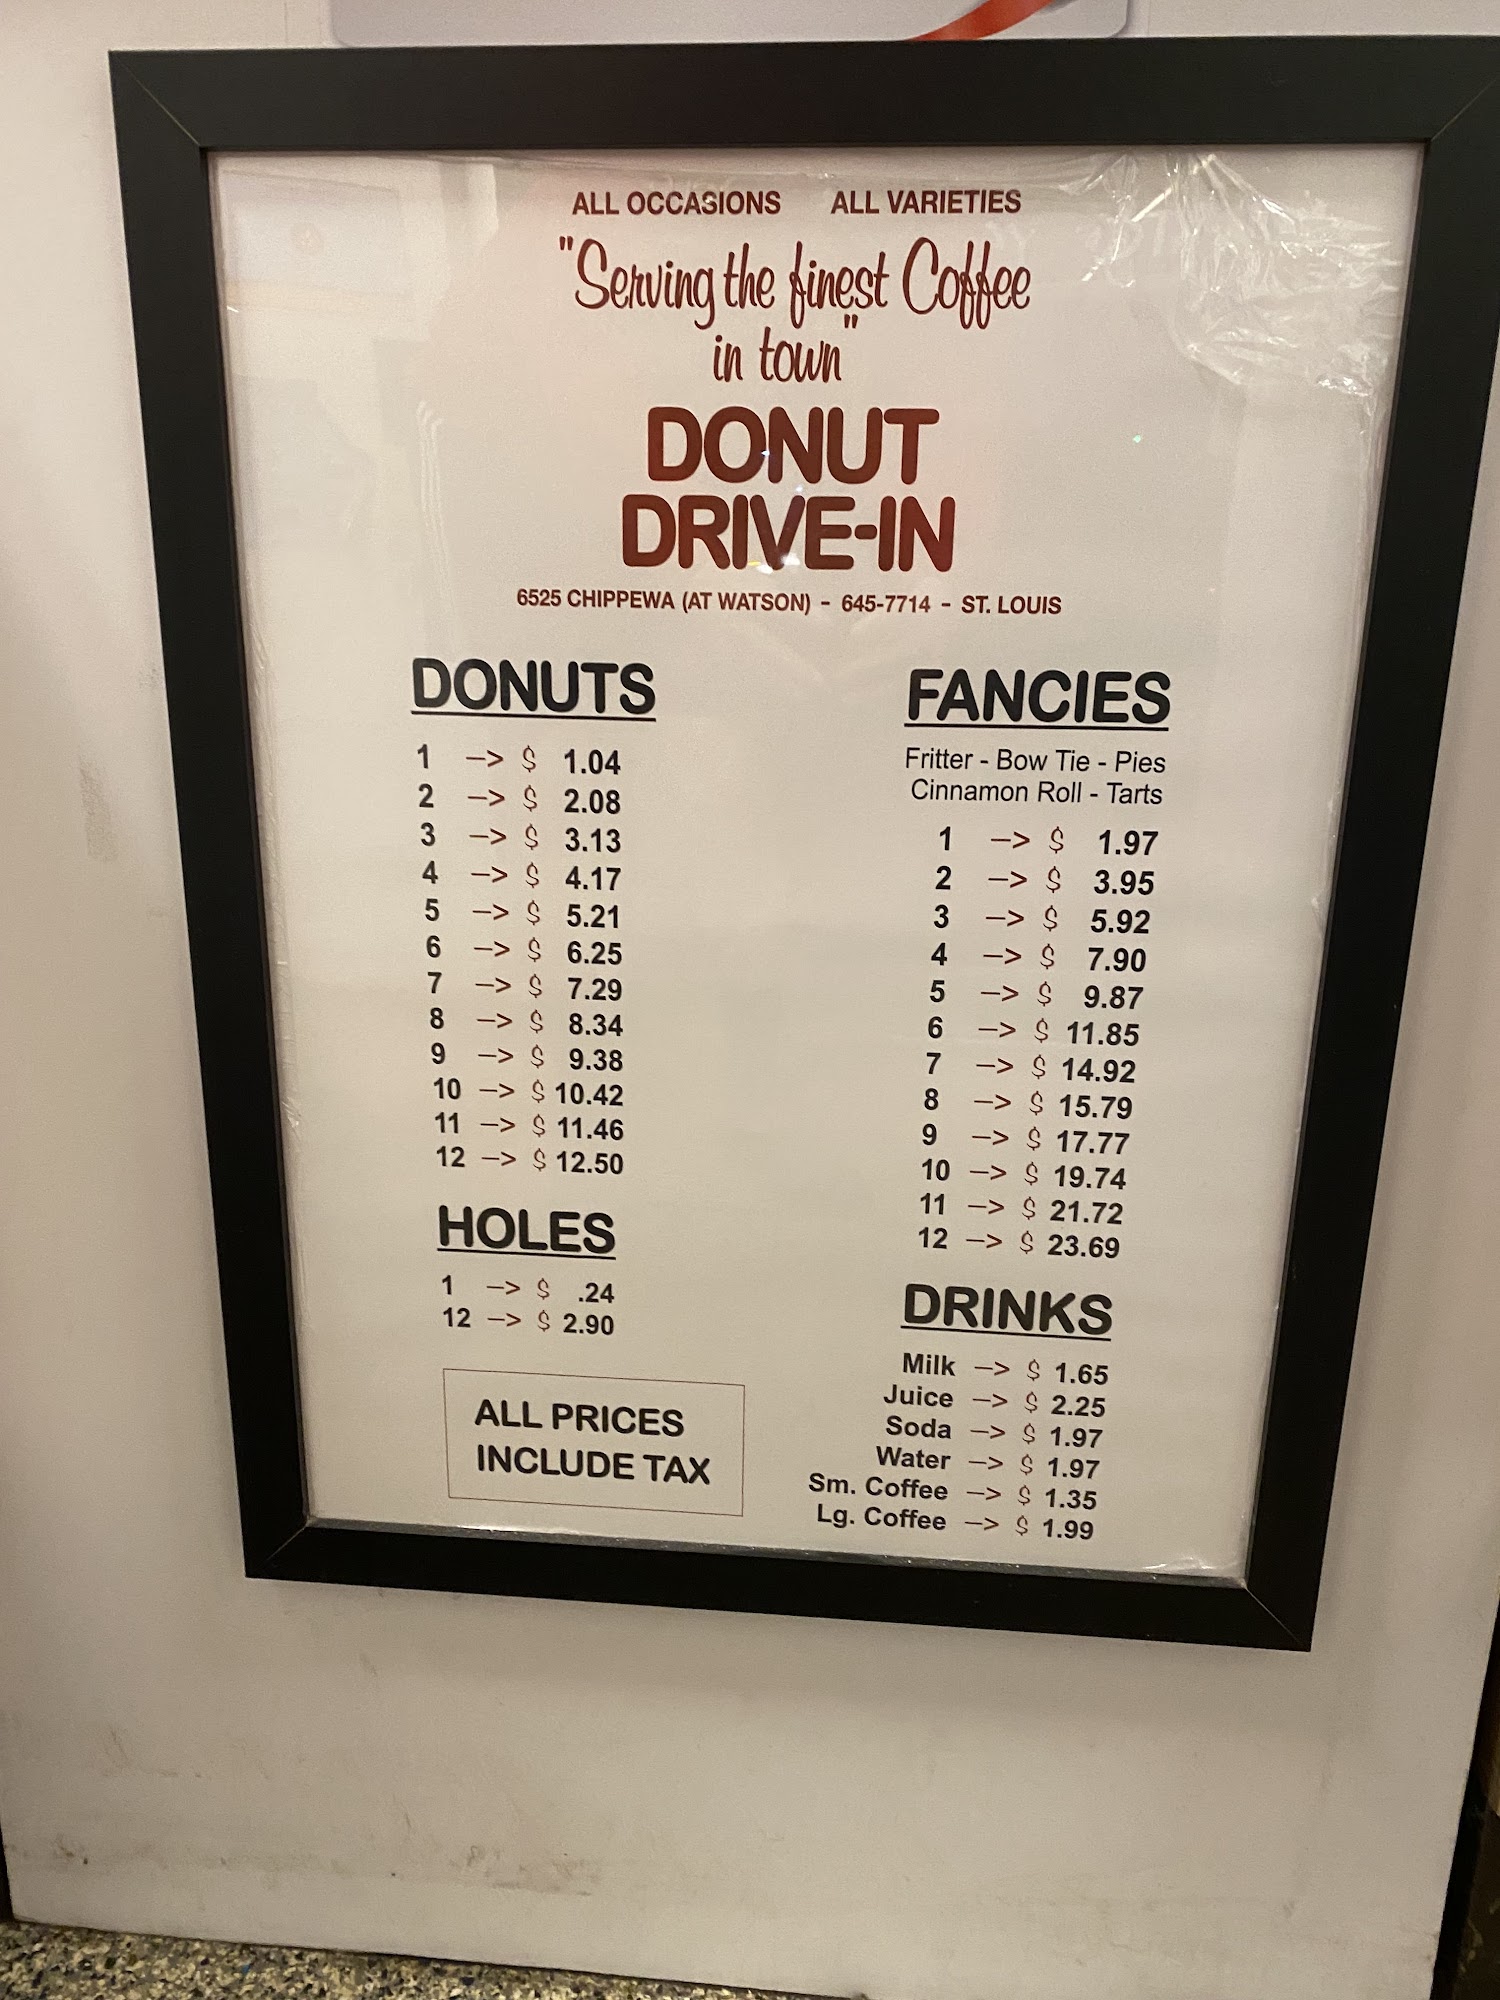 ALL OCCASIONS ALL VARIETIES
"Serving the finest Coffee
in town"
DONUT
DRIVE-IN
6525 CHIPPEWA (AT WATSON) - 645-7714 - ST. LOUIS
DONUTS
1 —> $ 1.04
2 —> $ 2.08
3 —> $ 3.13
4 —> $ 4.17
5 —> $ 5.21
6 —> $ 6.25
7 —> $ 7.29
8 —> $ 8.34
9 —> $ 9.38
10 —> $ 10.42
11 —> $ 11.46
12 —> $ 12.50
HOLES
1 —> $ .24
12 —> $ 2.90
ALL PRICES
INCLUDE TAX
FANCIES
Fritter - Bow Tie - Pies
Cinnamon Roll - Tarts
1 —> $ 1.97
2 —> $ 3.95
3 —> $ 5.92
4 —> $ 7.90
5 —> $ 9.87
6 —> $ 11.85
7 —> $ 14.92
8 —> $ 15.79
9 —> $ 17.77
10 —> $ 19.74
11 —> $ 21.72
12 —> $ 23.69
DRINKS
Milk —> $ 1.65
Juice —> $ 2.25
Soda —> $ 1.97
Water —> $ 1.97
Sm. Coffee —> $ 1.35
Lg. Coffee —> $ 1.99